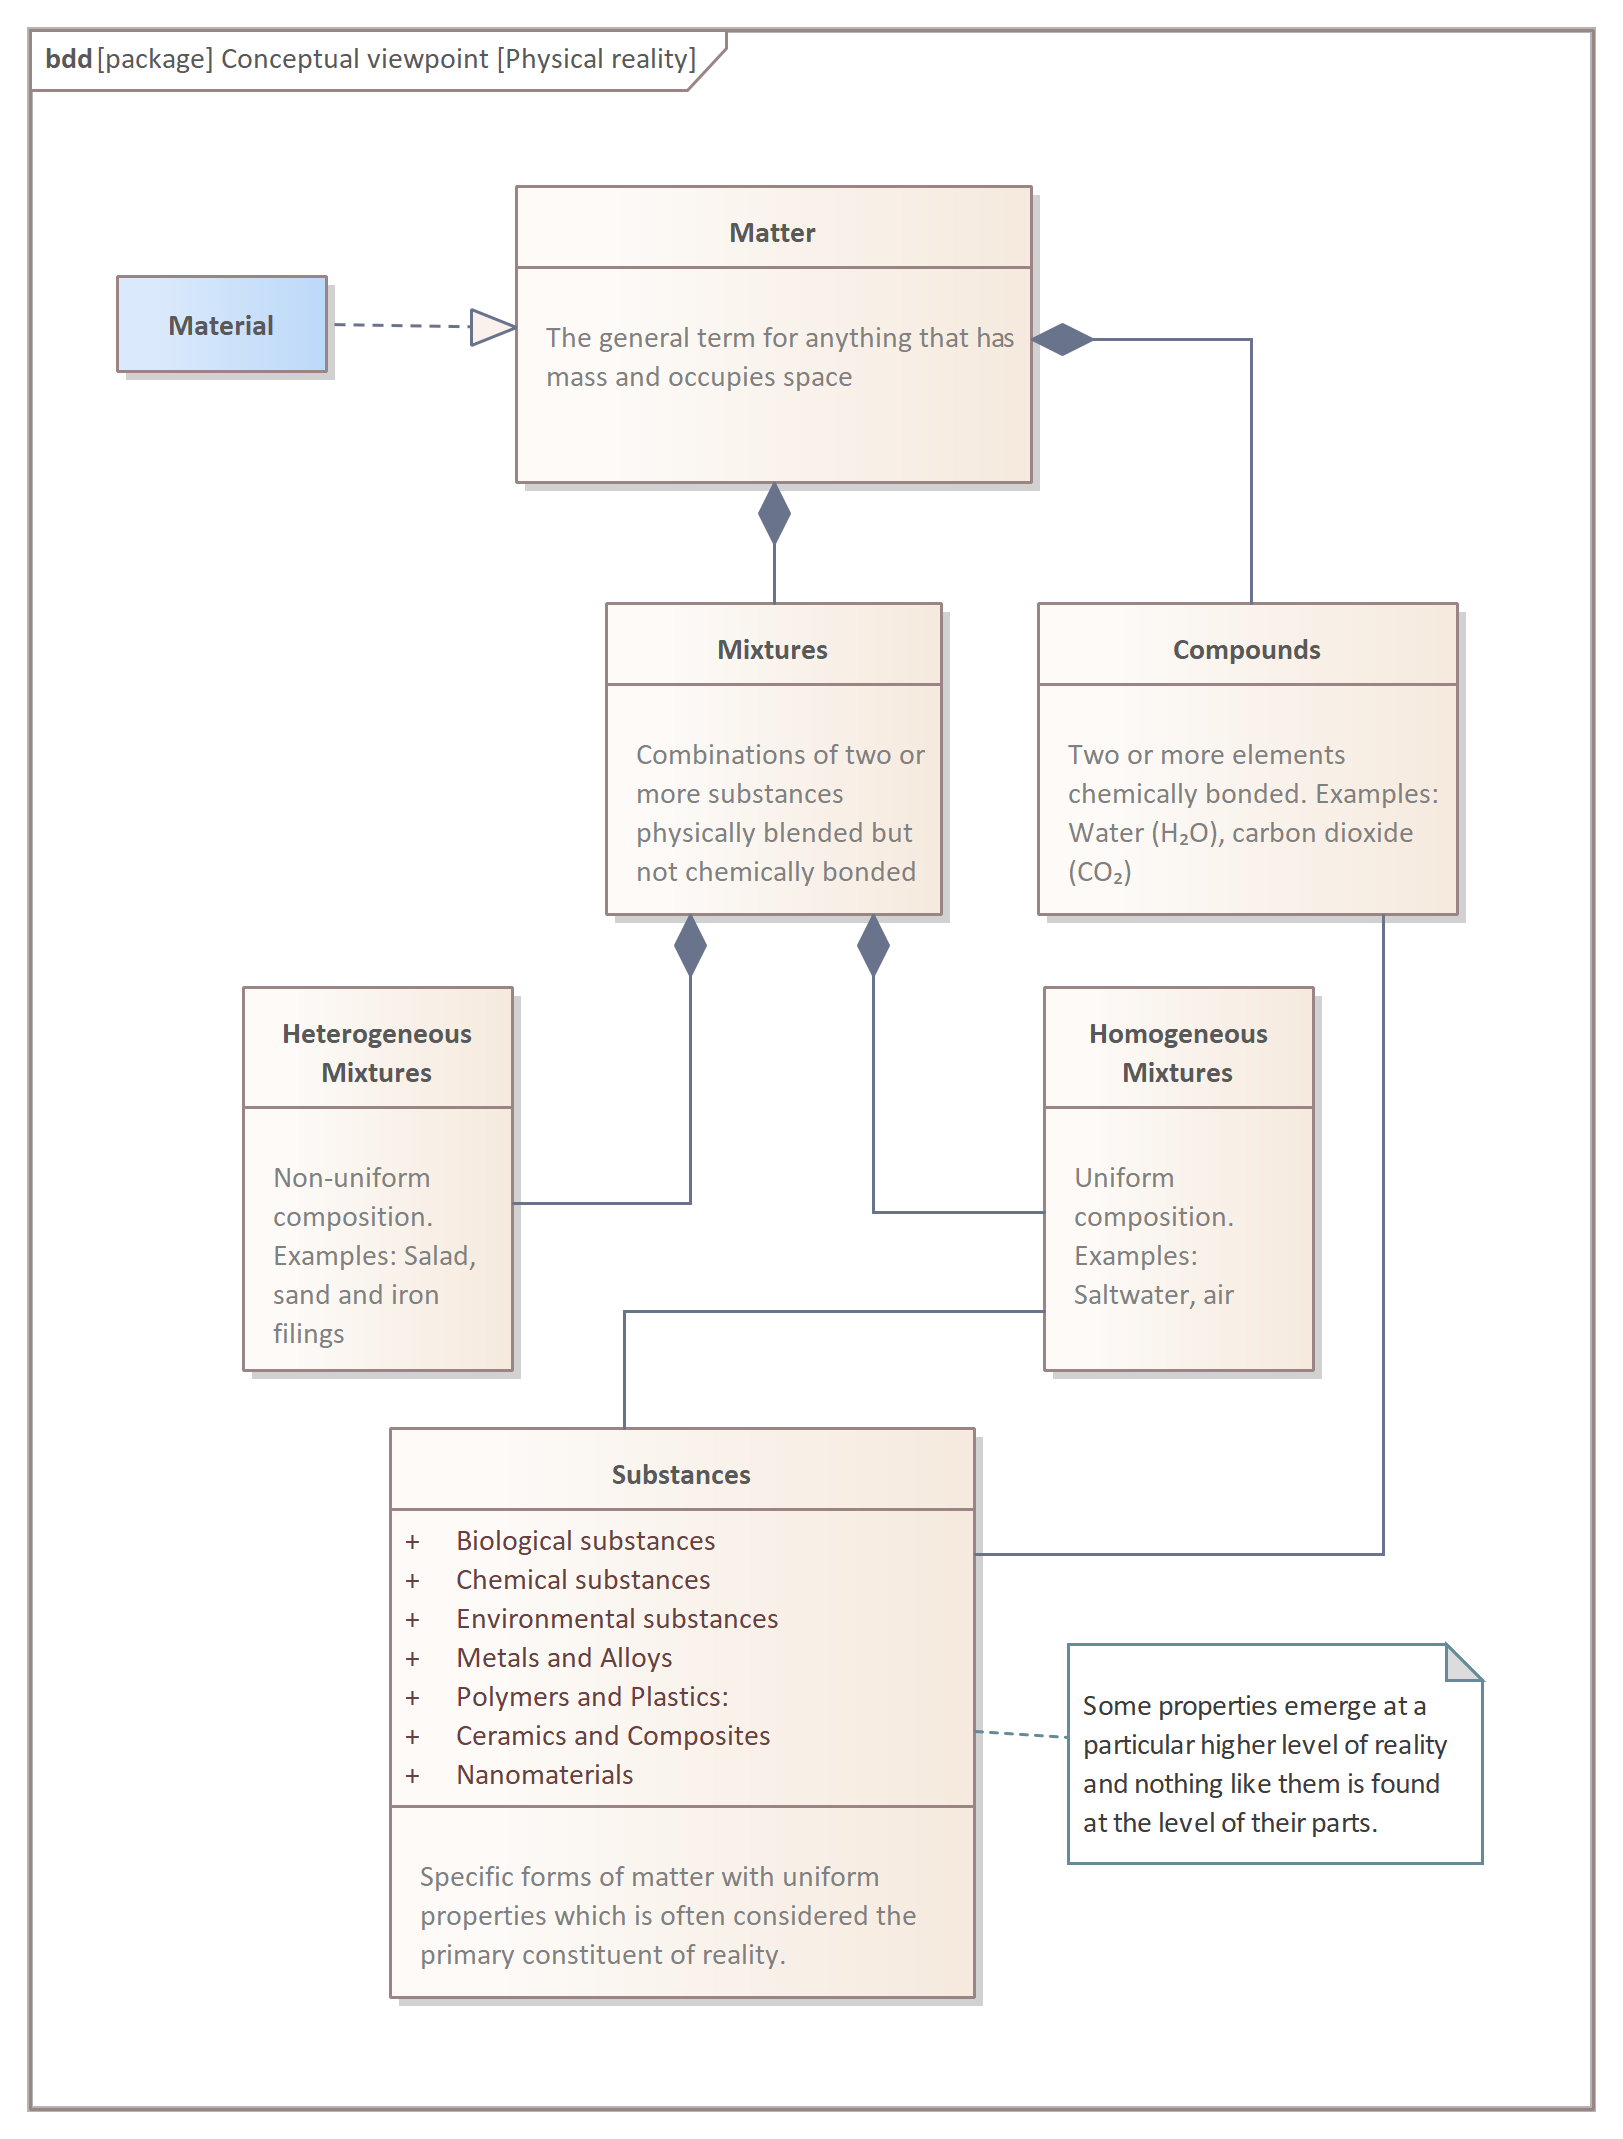 bdd [package] Conceptual viewpoint [Physical reality]
Matter
The general term for anything that has
mass and occupies space
Material
Mixtures
Combinations of two or
more substances
physically blended but
not chemically bonded
Compounds
Two or more elements
chemically bonded. Examples:
Water (H₂O), carbon dioxide
(CO₂)
Heterogeneous
Mixtures
Non-uniform
composition.
Examples: Salad,
sand and iron
filings
Homogeneous
Mixtures
Uniform
composition.
Examples:
Saltwater, air
Substances
+ Biological substances
+ Chemical substances
+ Environmental substances
+ Metals and Alloys
+ Polymers and Plastics:
+ Ceramics and Composites
+ Nanomaterials
Specific forms of matter with uniform
properties which is often considered the
primary constituent of reality.
Some properties emerge at a
particular higher level of reality
and nothing like them is found
at the level of their parts.